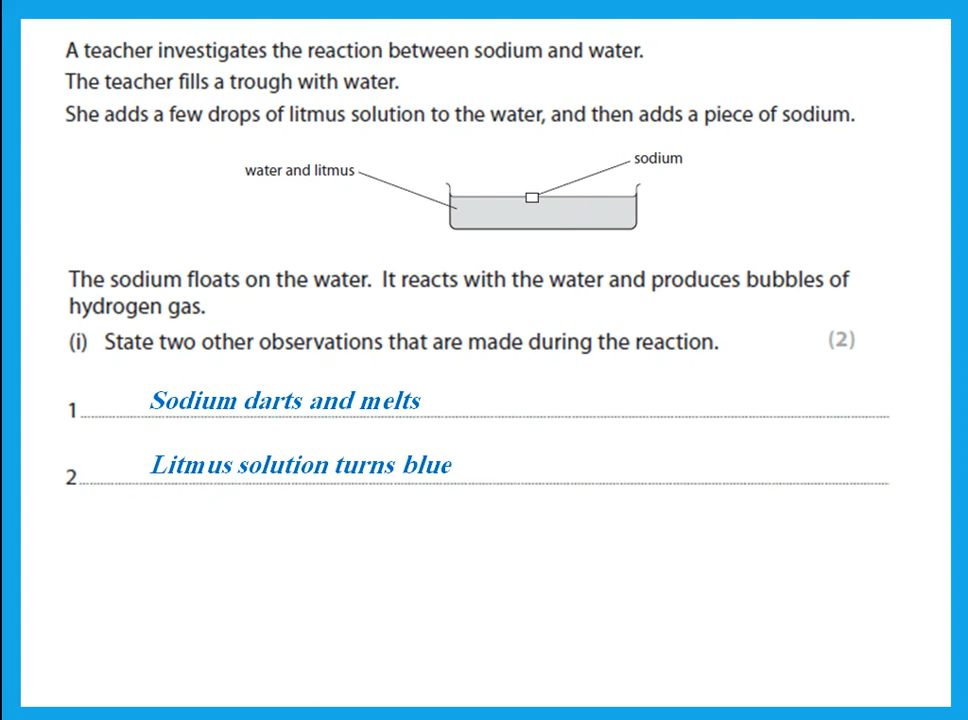 A teacher investigates the reaction between sodium and water.
The teacher fills a trough with water.
She adds a few drops of litmus solution to the water, and then adds a piece of sodium.
sodium
water and litmus
The sodium floats on the water. It reacts with the water and produces bubbles of
hydrogen gas.
(i) State two other observations that are made during the reaction. (2)
1 Sodium darts and melts
2 Litmus solution turns blue